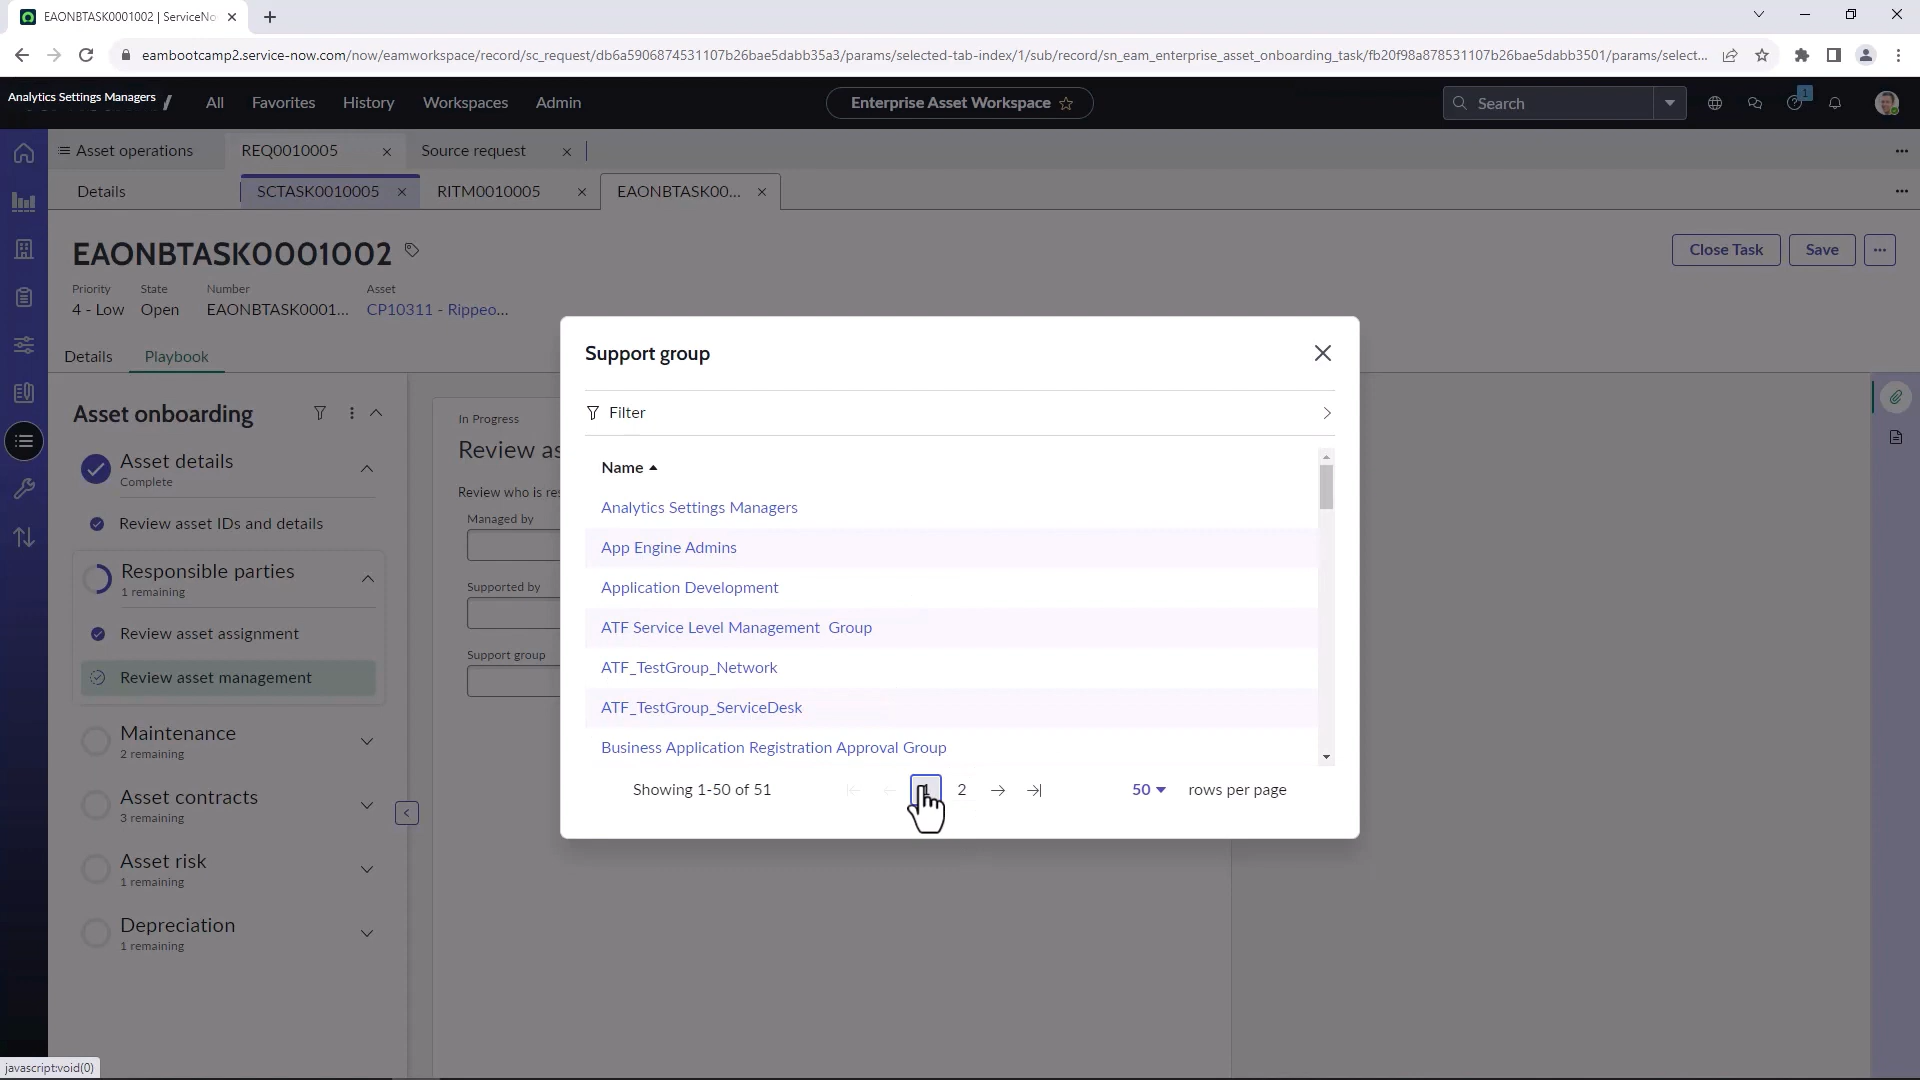 EAONBTASK0001002 | ServiceNo
eambootcamp2.service-now.com/now/eamworkspace/record/sc_request/db6a5906874531107b26bae5dabb35a3/params/selected-tab-index/1/sub/record/sn_eam_enterprise_asset_onboarding_task/fb20f98a878531107b26bae5dabb3501/params/select...
Analytics Settings Managers
All
Favorites
History
Workspaces
Admin
Enterprise Asset Workspace
Search
1
Asset operations
REQ0010005
Source request
Details
SCTASK0010005
RITM0010005
EAONBTASK00...
EAONBTASK0001002
Close Task
Save
Priority
State
Number
Asset
4 - Low
Open
EAONBTASK0001...
CP10311 - Rippeo...
Details
Playbook
Asset onboarding
Asset details
Complete
Review asset IDs and details
Responsible parties
1 remaining
Review asset assignment
Review asset management
Maintenance
2 remaining
Asset contracts
3 remaining
Asset risk
1 remaining
Depreciation
1 remaining
In Progress
Review as
Review who is res
Managed by
Supported by
Support group
Support group
Filter
Name
Analytics Settings Managers
App Engine Admins
Application Development
ATF Service Level Management  Group
ATF_TestGroup_Network
ATF_TestGroup_ServiceDesk
Business Application Registration Approval Group
Showing 1-50 of 51
1
2
50
rows per page
javascript:void(0)